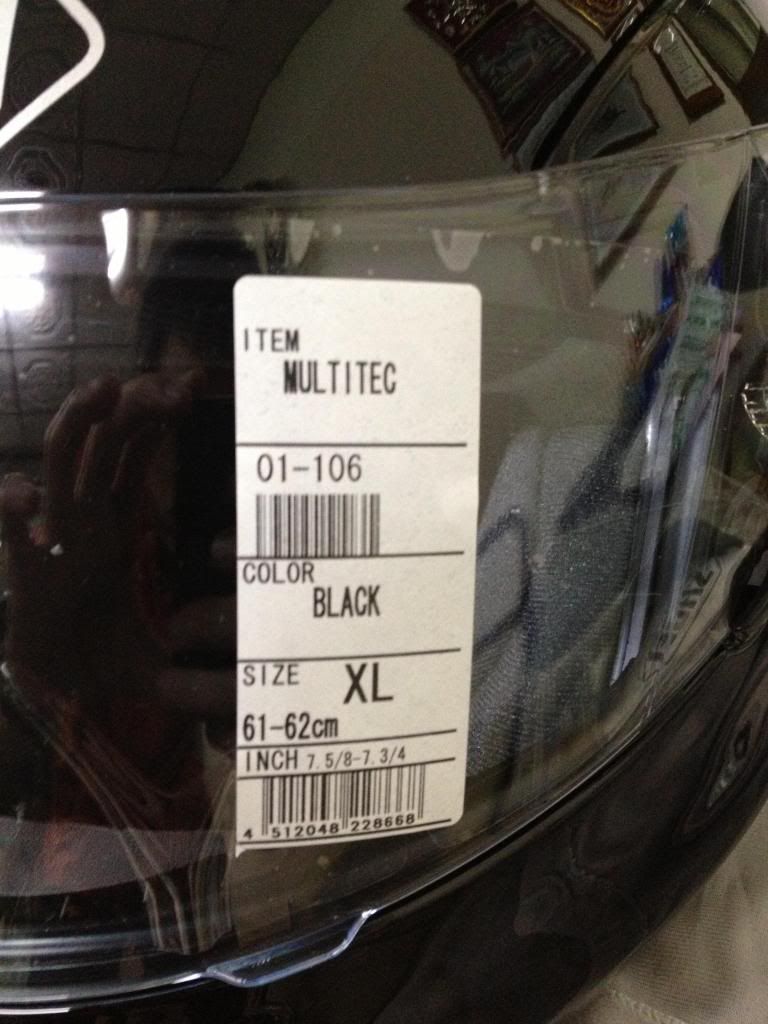 ITEM
MULTITEC
01-106
COLOR
BLACK
SIZE XL
61-62cm
INCH 7.5/8-7.3/4
4 512048 228668